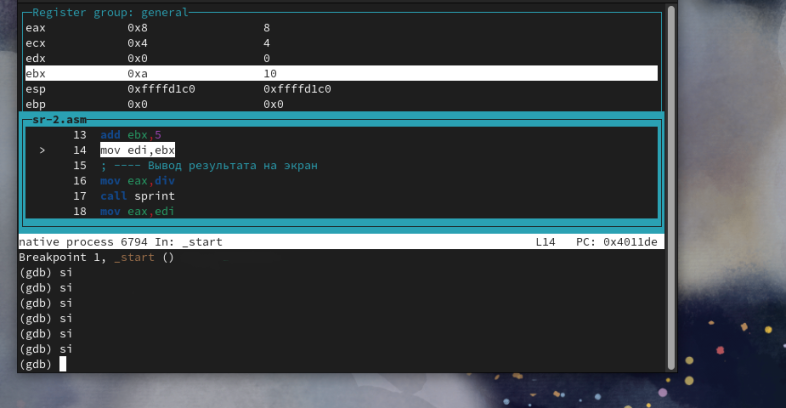 Register group: general
eax 0x8 8
ecx 0x4 4
edx 0x0 0
ebx 0xa 10
esp 0xffffd1c0 0xffffd1c0
ebp 0x0 0x0
sr-2.asm
13 add ebx,5
> 14 mov edi,ebx
15 ; ---- Вывод результата на экран
16 mov eax,div
17 call sprint
18 mov eax,edi
native process 6794 In: _start L14 PC: 0x4011de
Breakpoint 1, _start ()
(gdb) si
(gdb) si
(gdb) si
(gdb) si
(gdb) si
(gdb) si
(gdb)